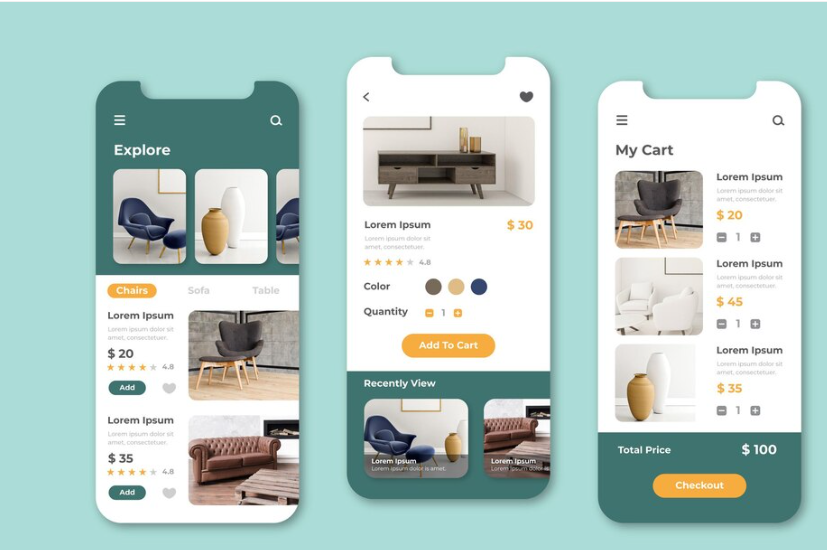 Explore
Chairs
Sofa
Table
Lorem Ipsum
Lorem ipsum dolor sit
amet, consectetuer.
$ 20
4.8
Add
Lorem Ipsum
Lorem ipsum dolor sit
amet, consectetuer.
$ 35
4.8
Add
Lorem Ipsum
$ 30
Lorem ipsum dolor sit
amet, consectetuer.
4.8
Color
Quantity
1
Add To Cart
Recently View
Lorem Ipsum
Lorem ipsum dolor is amet.
Lorem Ipsum
Lorem ipsum dolor is
My Cart
Lorem Ipsum
Lorem ipsum dolor sit
amet, consectetuer.
$ 20
1
Lorem Ipsum
Lorem ipsum dolor sit
amet, consectetuer.
$ 45
1
Lorem Ipsum
Lorem ipsum dolor sit
amet, consectetuer.
$ 35
1
Total Price
$ 100
Checkout